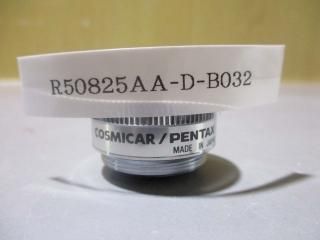 R50825AA-D-B032
COSMICAR/PENTAX
MADE IN JAPAN